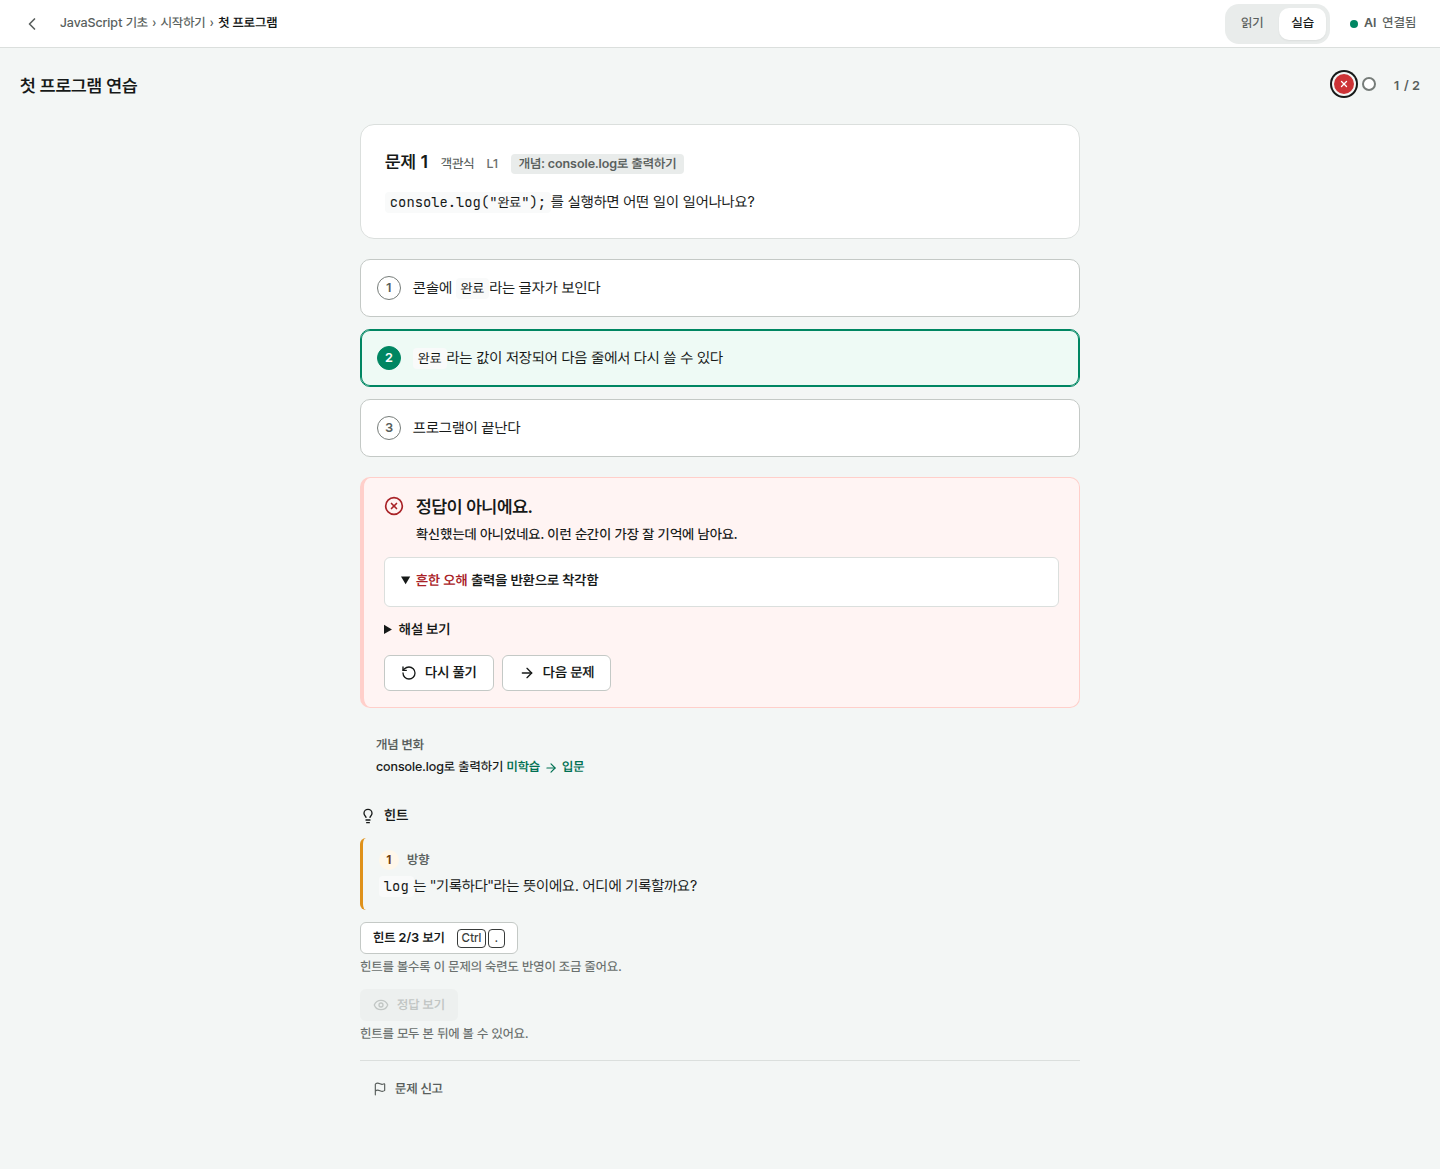 JavaScript 기초 › 시작하기 › 첫 프로그램
읽기 실습 AI 연결됨
첫 프로그램 연습
1 / 2
문제 1 객관식 L1 개념: console.log로 출력하기
console.log("완료"); 를 실행하면 어떤 일이 일어나나요?
1 콘솔에 완료 라는 글자가 보인다
2 완료 라는 값이 저장되어 다음 줄에서 다시 쓸 수 있다
3 프로그램이 끝난다
정답이 아니에요.
확신했는데 아니었네요. 이런 순간이 가장 잘 기억에 남아요.
▼ 흔한 오해 출력을 반환으로 착각함
▶ 해설 보기
다시 풀기 다음 문제
개념 변화
console.log로 출력하기 미학습 → 입문
힌트
1 방향
log 는 "기록하다"라는 뜻이에요. 어디에 기록할까요?
힌트 2/3 보기 Ctrl .
힌트를 볼수록 이 문제의 숙련도 반영이 조금 줄어요.
정답 보기
힌트를 모두 본 뒤에 볼 수 있어요.
문제 신고